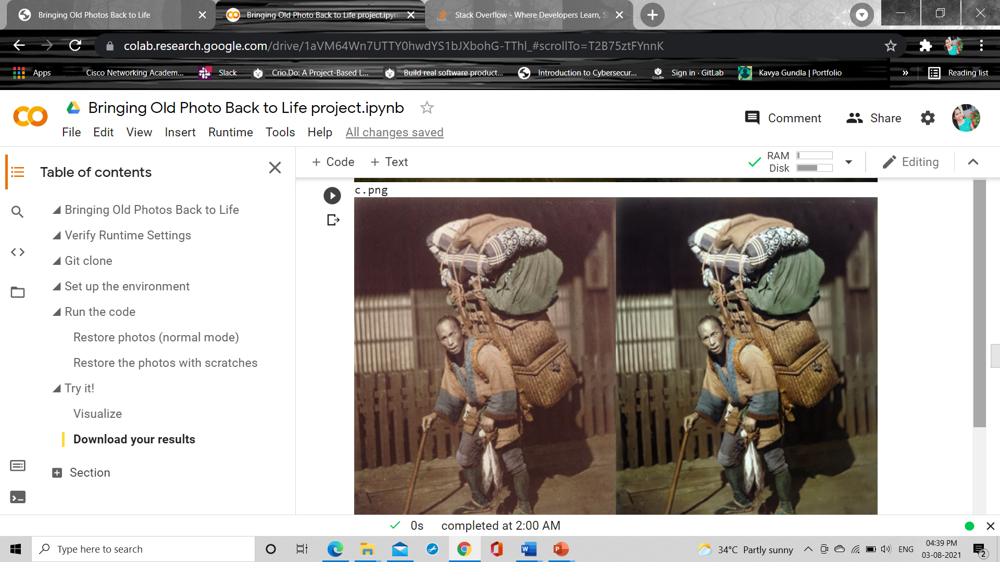 Bringing Old Photos Back to Life
Bringing Old Photo Back to Life project.ipyn
Stack Overflow - Where Developers Learn, S
colab.research.google.com/drive/1aVM64Wn7UTTY0hwdYS1bJXbohG-TThl_#scrollTo=T2B75ztFYnnK
Apps
Cisco Networking Academ...
Slack
Crio.Do: A Project-Based L...
Build real software product...
Introduction to Cybersecur...
Crio.Do
Sign in · GitLab
Kavya Gundla | Portfolio
»
Reading list
Bringing Old Photo Back to Life project.ipynb
File Edit View Insert Runtime Tools Help All changes saved
Comment
Share
Table of contents
Bringing Old Photos Back to Life
Verify Runtime Settings
Git clone
Set up the environment
Run the code
Restore photos (normal mode)
Restore the photos with scratches
Try it!
Visualize
Download your results
Section
+ Code + Text
RAM
Disk
Editing
c.png
0s completed at 2:00 AM
Type here to search
34°C Partly sunny
ENG
04:39 PM
03-08-2021
2